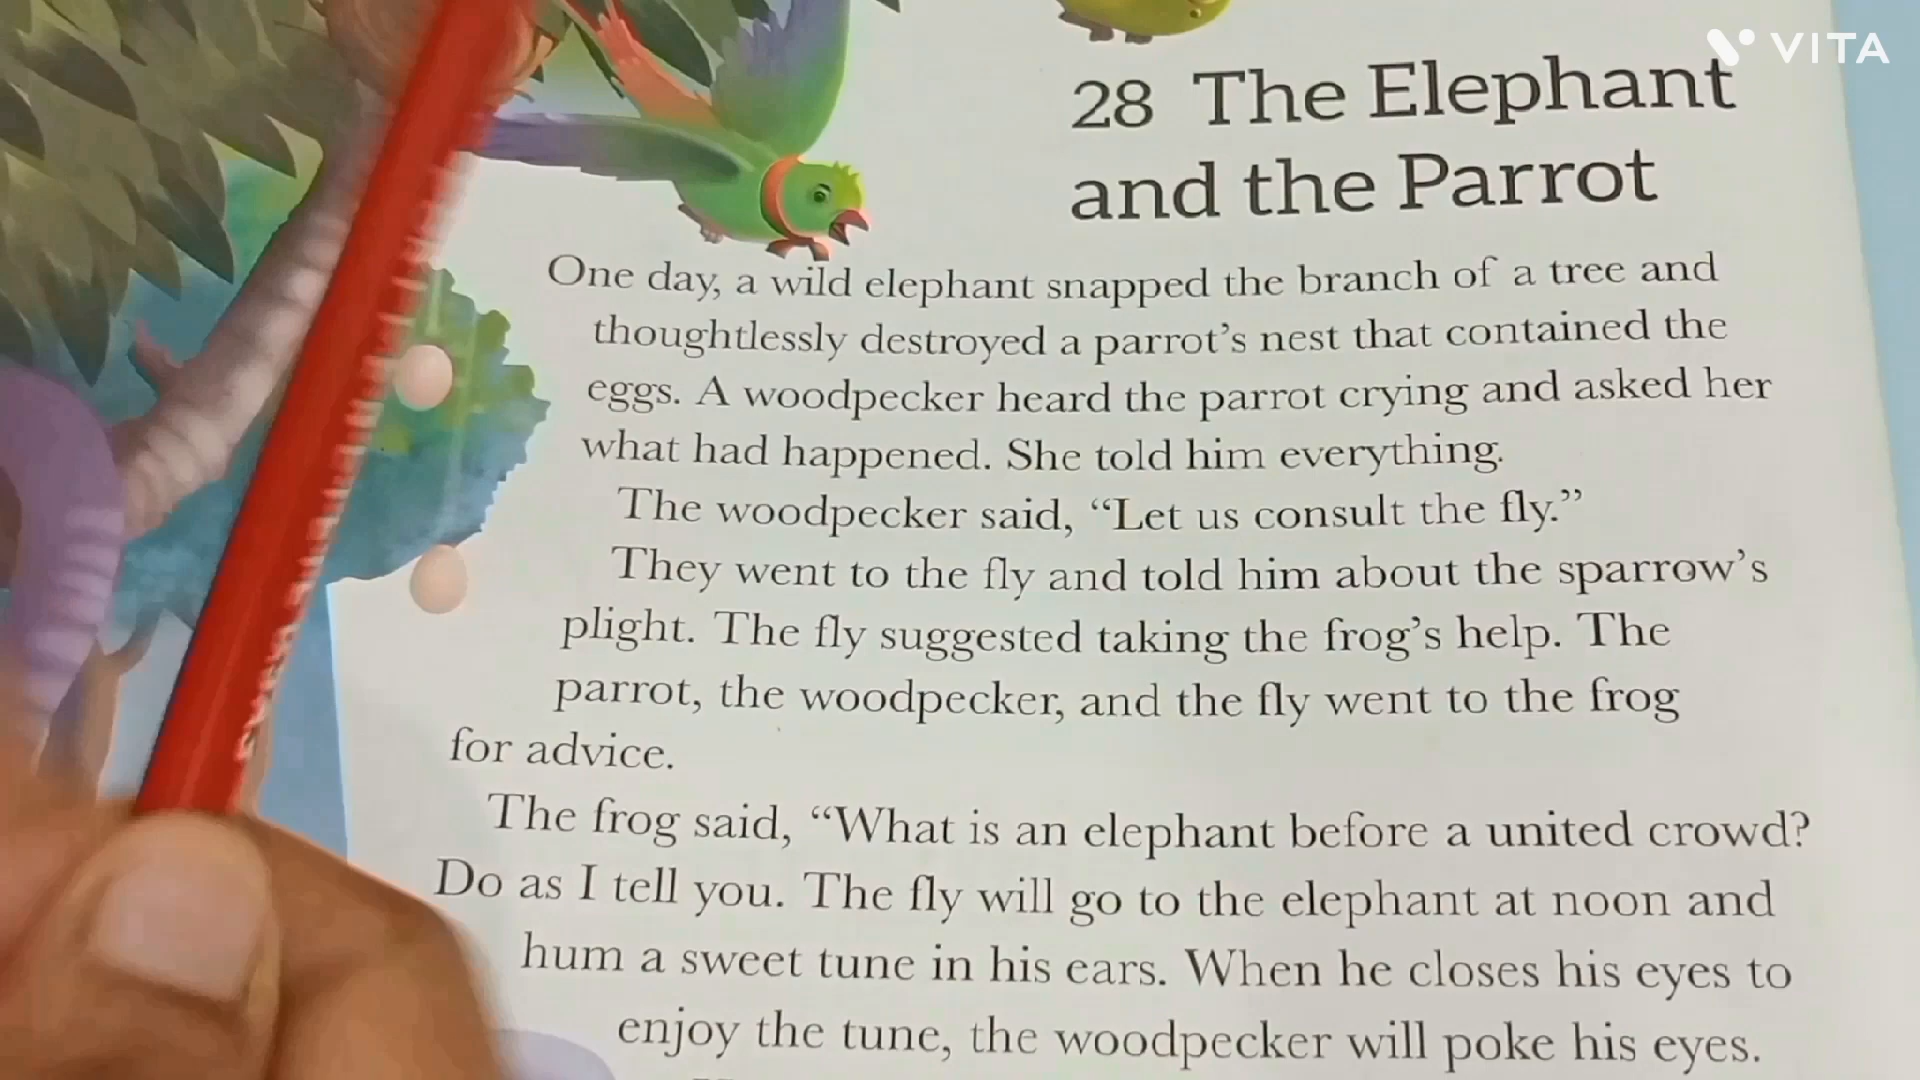 VITA
28 The Elephant
and the Parrot
One day, a wild elephant snapped the branch of a tree and
thoughtlessly destroyed a parrot's nest that contained the
eggs. A woodpecker heard the parrot crying and asked her
what had happened. She told him everything.
The woodpecker said, “Let us consult the fly.”
They went to the fly and told him about the sparrow's
plight. The fly suggested taking the frog's help. The
parrot, the woodpecker, and the fly went to the frog
for advice.
The frog said, “What is an elephant before a united crowd?
Do as I tell you. The fly will go to the elephant at noon and
hum a sweet tune in his ears. When he closes his eyes to
enjoy the tune, the woodpecker will poke his eyes.